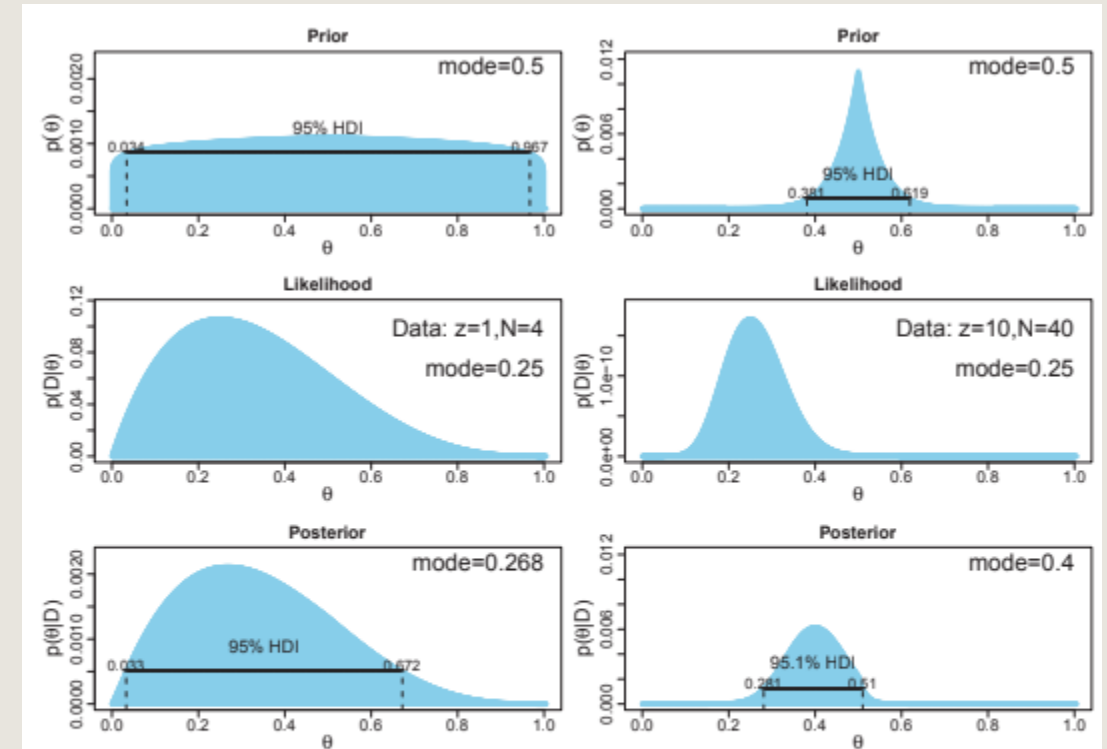 Prior
mode=0.5
95% HDI
0.034
0.967
p(θ)
0.0000
0.0010
0.0020
0.0
0.2
0.4
0.6
0.8
1.0
θ
Prior
mode=0.5
95% HDI
0.381
0.619
p(θ)
0.000
0.006
0.012
0.0
0.2
0.4
0.6
0.8
1.0
θ
Likelihood
Data: z=1,N=4
mode=0.25
p(D|θ)
0.00
0.04
0.08
0.12
0.0
0.2
0.4
0.6
0.8
1.0
θ
Likelihood
Data: z=10,N=40
mode=0.25
p(D|θ)
0.0e+00
1.0e-10
0.0
0.2
0.4
0.6
0.8
1.0
θ
Posterior
mode=0.268
95% HDI
0.033
0.672
p(θ|D)
0.0000
0.0010
0.0020
0.0
0.2
0.4
0.6
0.8
1.0
θ
Posterior
mode=0.4
95.1% HDI
0.281
0.51
p(θ|D)
0.000
0.006
0.012
0.0
0.2
0.4
0.6
0.8
1.0
θ